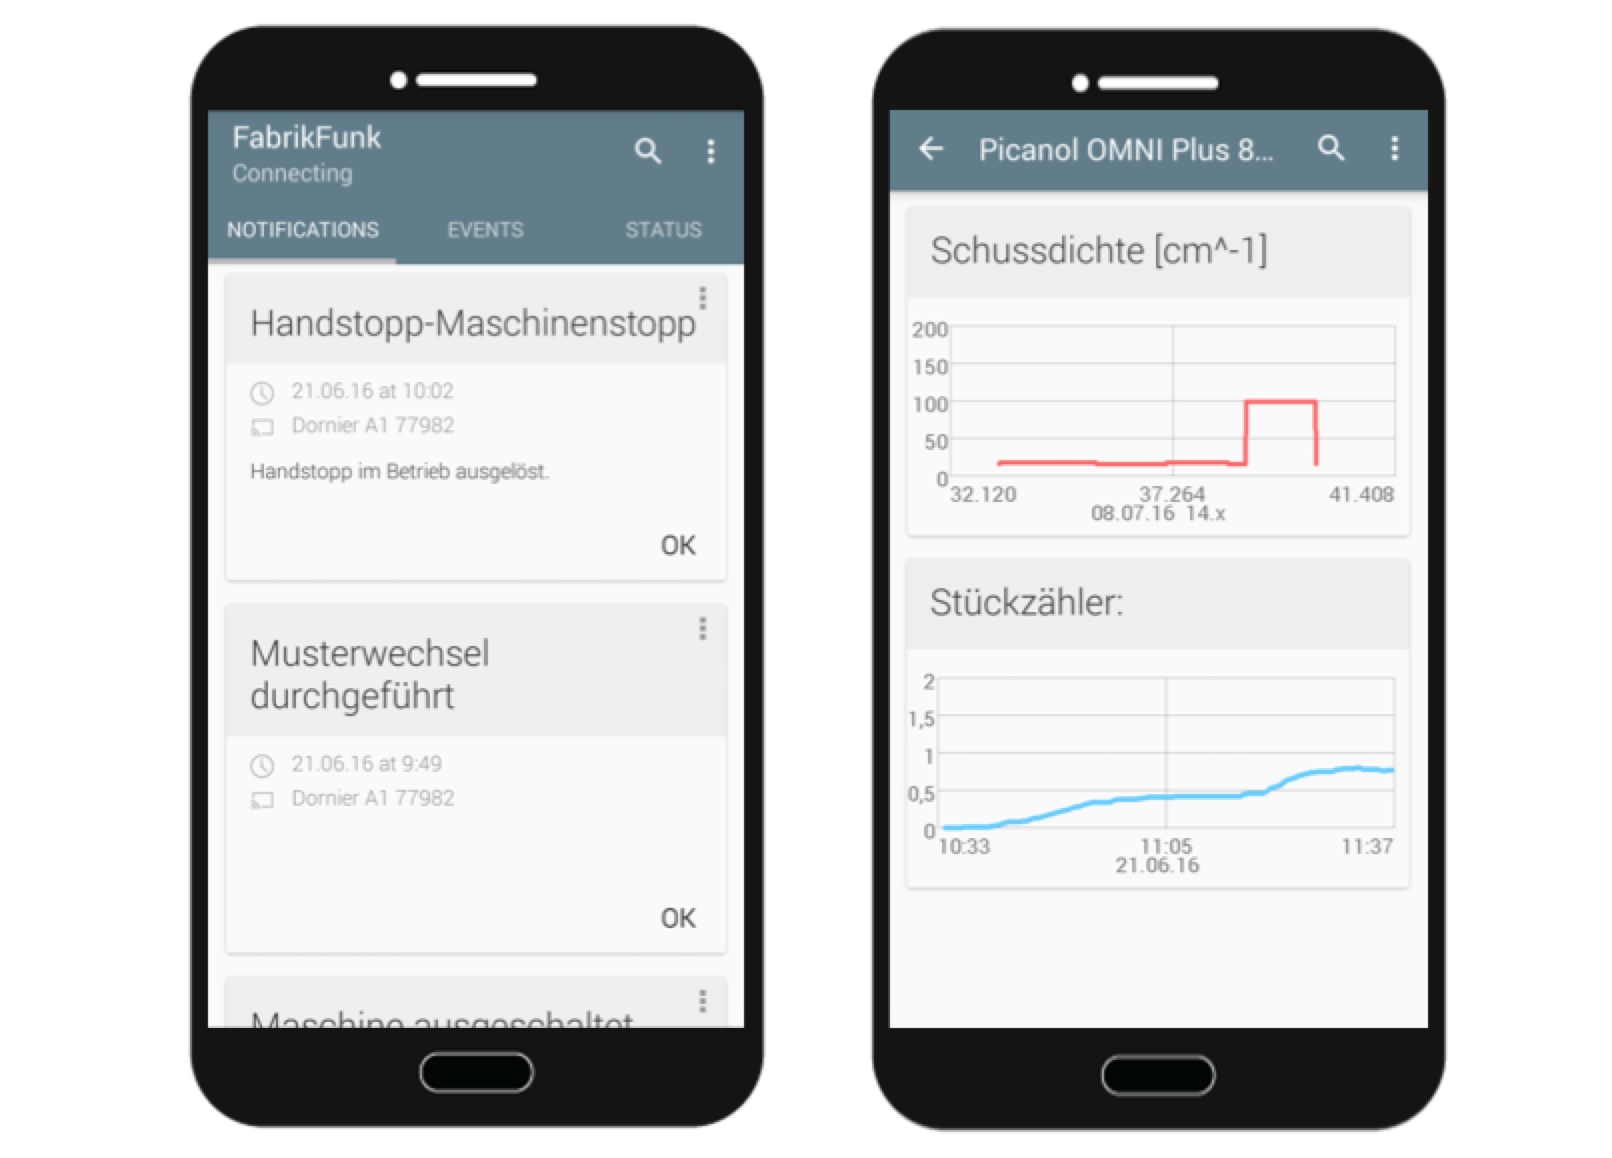 FabrikFunk
Connecting
NOTIFICATIONS EVENTS STATUS
Handstopp-Maschinenstopp
21.06.16 at 10:02
Dornier A1 77982
Handstopp im Betrieb ausgelöst.
OK
Musterwechsel
durchgeführt
21.06.16 at 9:49
Dornier A1 77982
OK
Maschine ausgeschaltet
Picanol OMNI Plus 8...
Schussdichte [cm^-1]
200
150
100
50
0
32.120 37.264 41.408
08.07.16 14.x
Stückzähler:
2
1,5
1
0,5
0
10:33 11:05 11:37
21.06.16